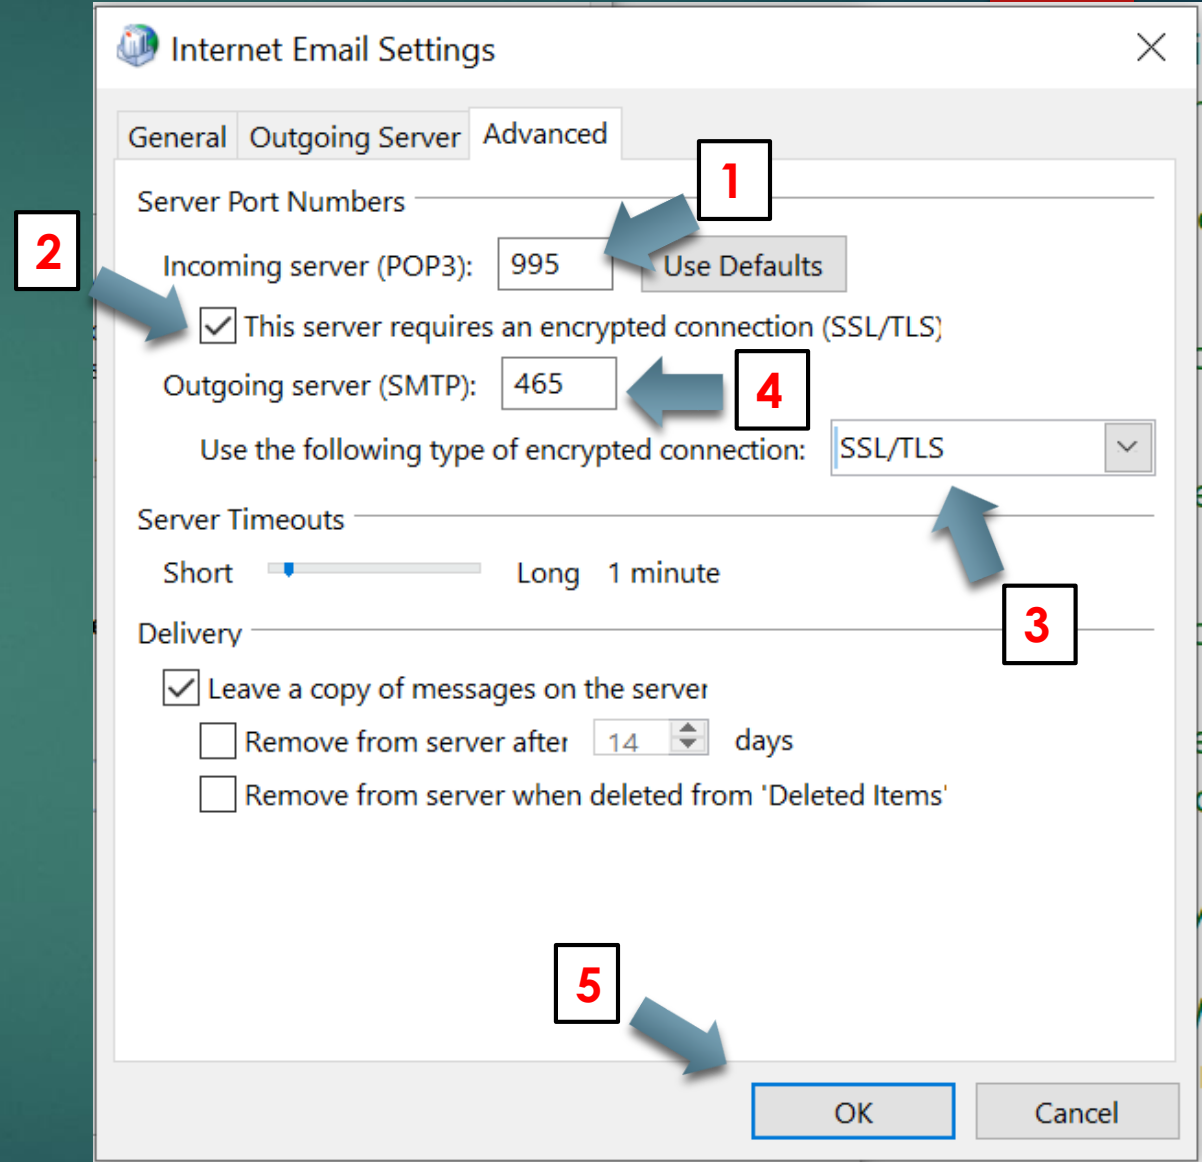 Internet Email Settings
General Outgoing Server Advanced
1
Server Port Numbers
2
Incoming server (POP3): 995 Use Defaults
This server requires an encrypted connection (SSL/TLS)
Outgoing server (SMTP): 465
4
Use the following type of encrypted connection: SSL/TLS
Server Timeouts
Short Long 1 minute
3
Delivery
Leave a copy of messages on the server
Remove from server after 14 days
Remove from server when deleted from 'Deleted Items'
5
OK Cancel